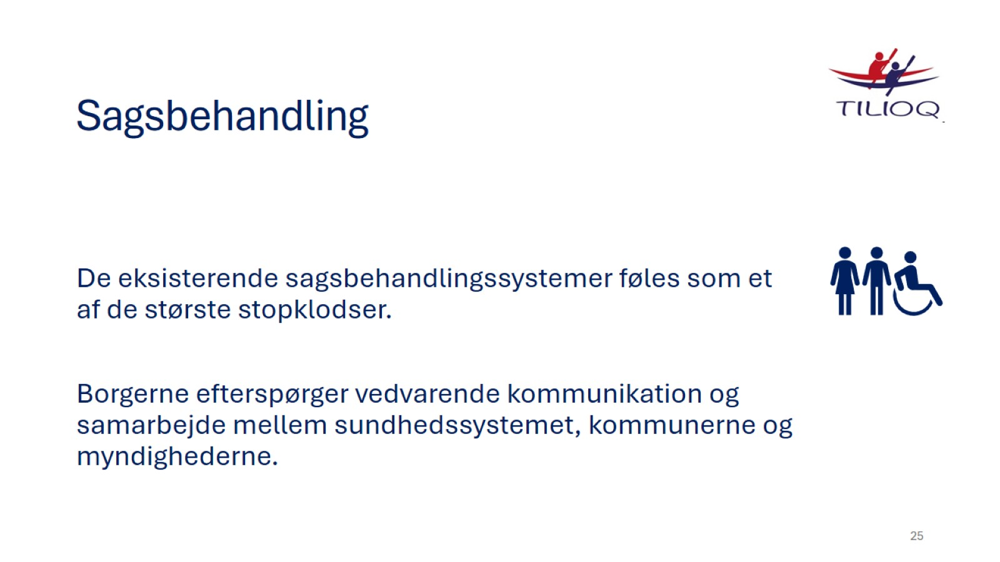 TILIOQ
Sagsbehandling
De eksisterende sagsbehandlingssystemer føles som et
af de største stopklodser.
Borgerne efterspørger vedvarende kommunikation og
samarbejde mellem sundhedssystemet, kommunerne og
myndighederne.
25